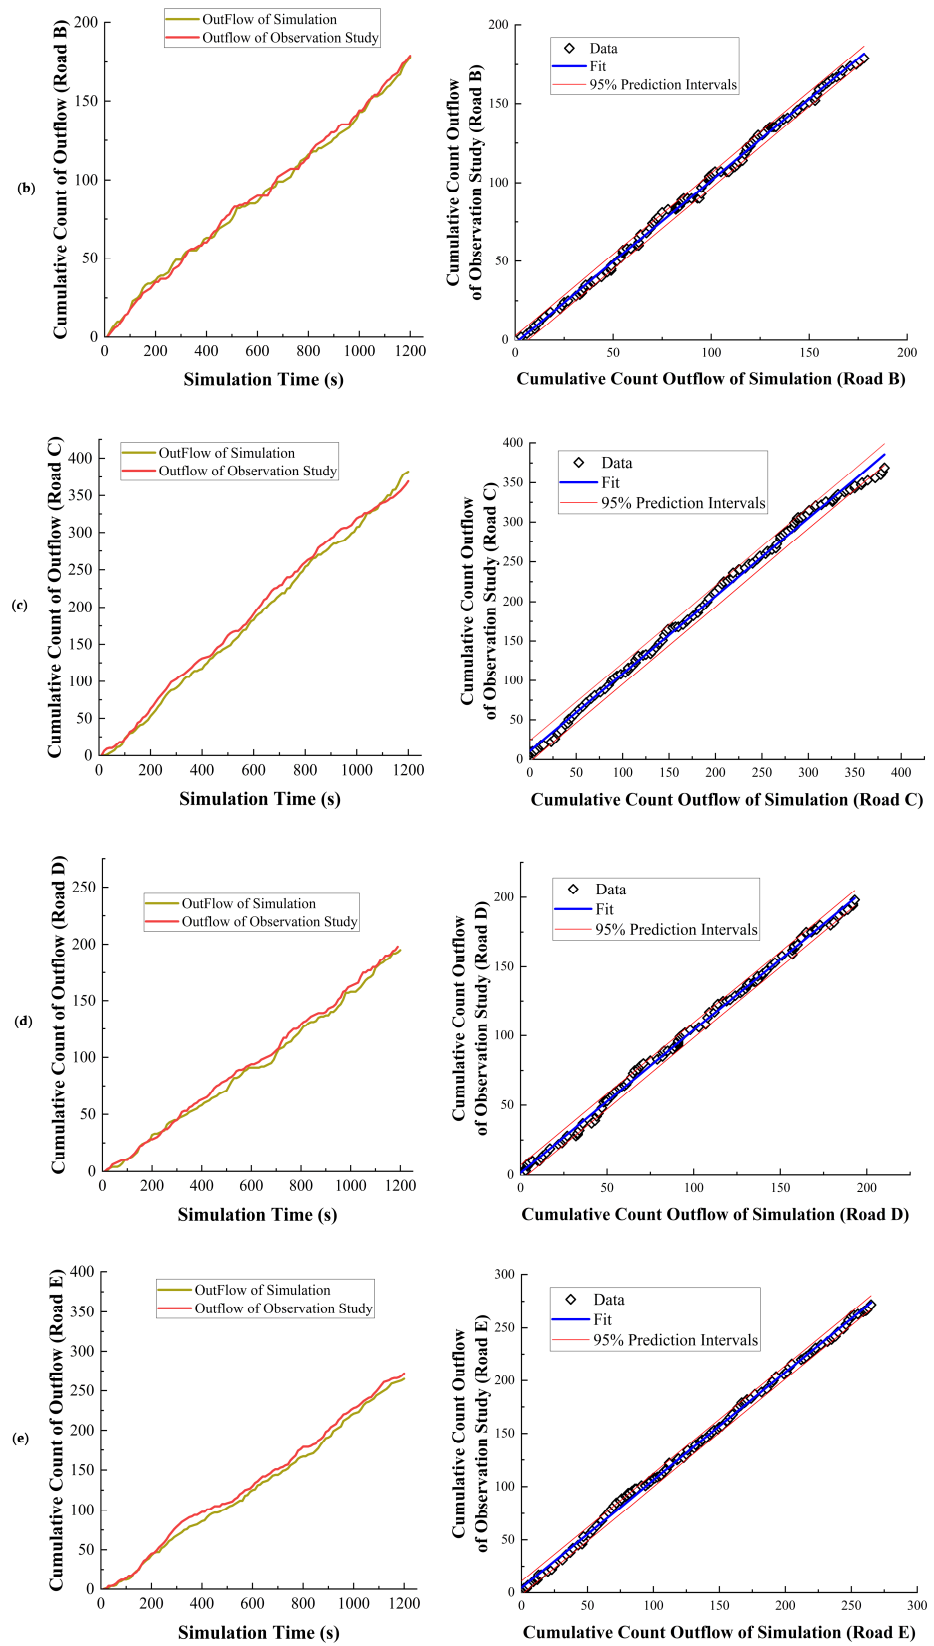 (b)
OutFlow of Simulation
Outflow of Observation Study
Cumulative Count of Outflow (Road B)
200
150
100
50
0
0 200 400 600 800 1000 1200
Simulation Time (s)
Data
Fit
95% Prediction Intervals
Cumulative Count Outflow
of Observation Study (Road B)
200
150
100
50
0
0 50 100 150 200
Cumulative Count Outflow of Simulation (Road B)
(c)
OutFlow of Simulation
Outflow of Observation Study
Cumulative Count of Outflow (Road C)
400
350
300
250
200
150
100
50
0
0 200 400 600 800 1000 1200
Simulation Time (s)
Data
Fit
95% Prediction Intervals
Cumulative Count Outflow
of Observation Study (Road C)
400
350
300
250
200
150
100
50
0
0 50 100 150 200 250 300 350 400
Cumulative Count Outflow of Simulation (Road C)
(d)
OutFlow of Simulation
Outflow of Observation Study
Cumulative Count of Outflow (Road D)
250
200
150
100
50
0
0 200 400 600 800 1000 1200
Simulation Time (s)
Data
Fit
95% Prediction Intervals
Cumulative Count Outflow
of Observation Study (Road D)
200
150
100
50
0
0 50 100 150 200
Cumulative Count Outflow of Simulation (Road D)
(e)
OutFlow of Simulation
Outflow of Observation Study
Cumulative Count of Outflow (Road E)
400
350
300
250
200
150
100
50
0
0 200 400 600 800 1000 1200
Simulation Time (s)
Data
Fit
95% Prediction Intervals
Cumulative Count Outflow
of Observation Study (Road E)
300
250
200
150
100
50
0
0 50 100 150 200 250 300
Cumulative Count Outflow of Simulation (Road E)